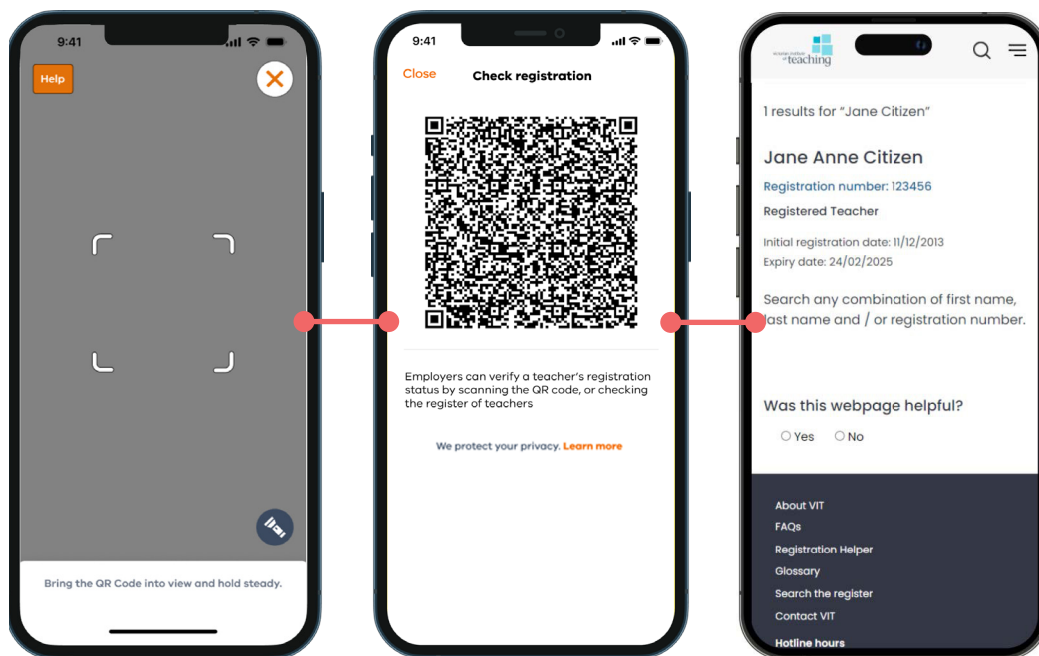 9:41
Help
Bring the QR Code into view and hold steady.
9:41
Close
Check registration
Employers can verify a teacher's registration
status by scanning the QR code, or checking
the register of teachers
We protect your privacy. Learn more
teaching
1 results for "Jane Citizen"
Jane Anne Citizen
Registration number: 123456
Registered Teacher
Initial registration date: 11/12/2013
Expiry date: 24/02/2025
Search any combination of first name,
last name and / or registration number.
Was this webpage helpful?
Yes No
About VIT
FAQs
Registration Helper
Glossary
Search the register
Contact VIT
Hotline hours